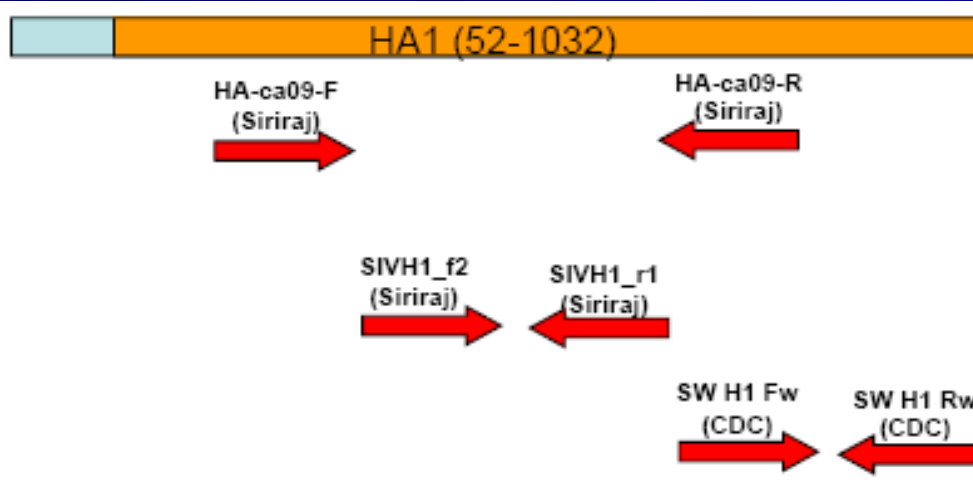 HA1 (52-1032)
HA-ca09-F
(Siriraj)
HA-ca09-R
(Siriraj)
SIVH1_f2
(Siriraj)
SIVH1_r1
(Siriraj)
SW H1 Fw
(CDC)
SW H1 Rw
(CDC)